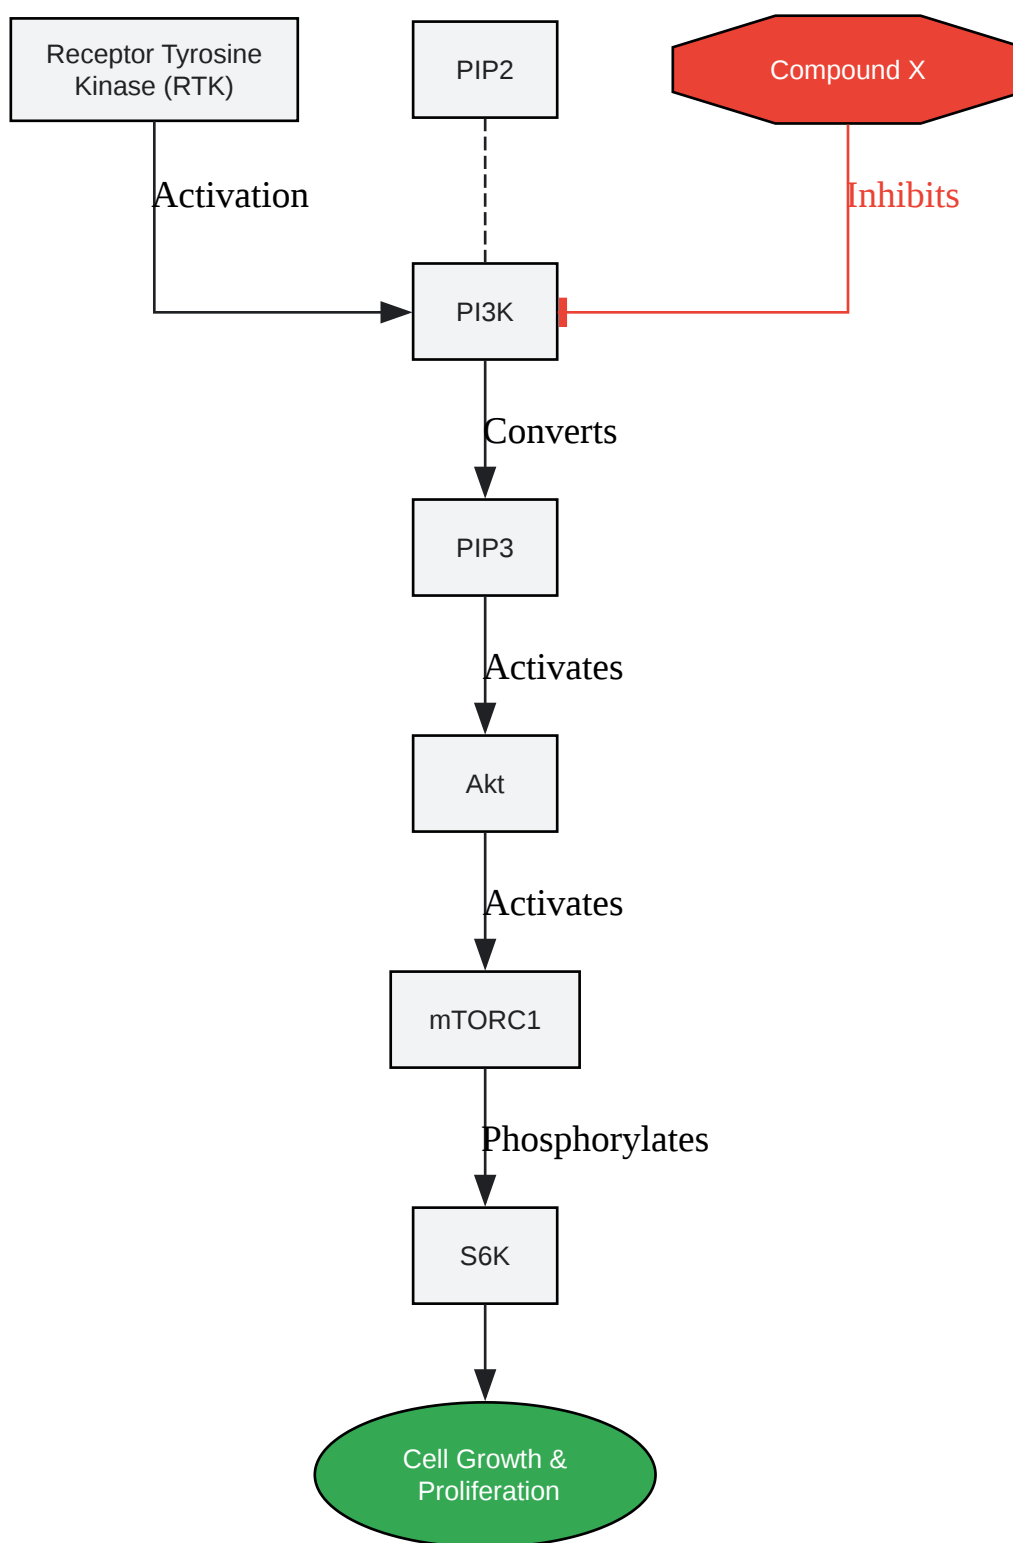 Receptor Tyrosine
Kinase (RTK)
PIP2
Compound X
Activation
Inhibits
PI3K
Converts
PIP3
Activates
Akt
Activates
mTORC1
Phosphorylates
S6K
Cell Growth &
Proliferation